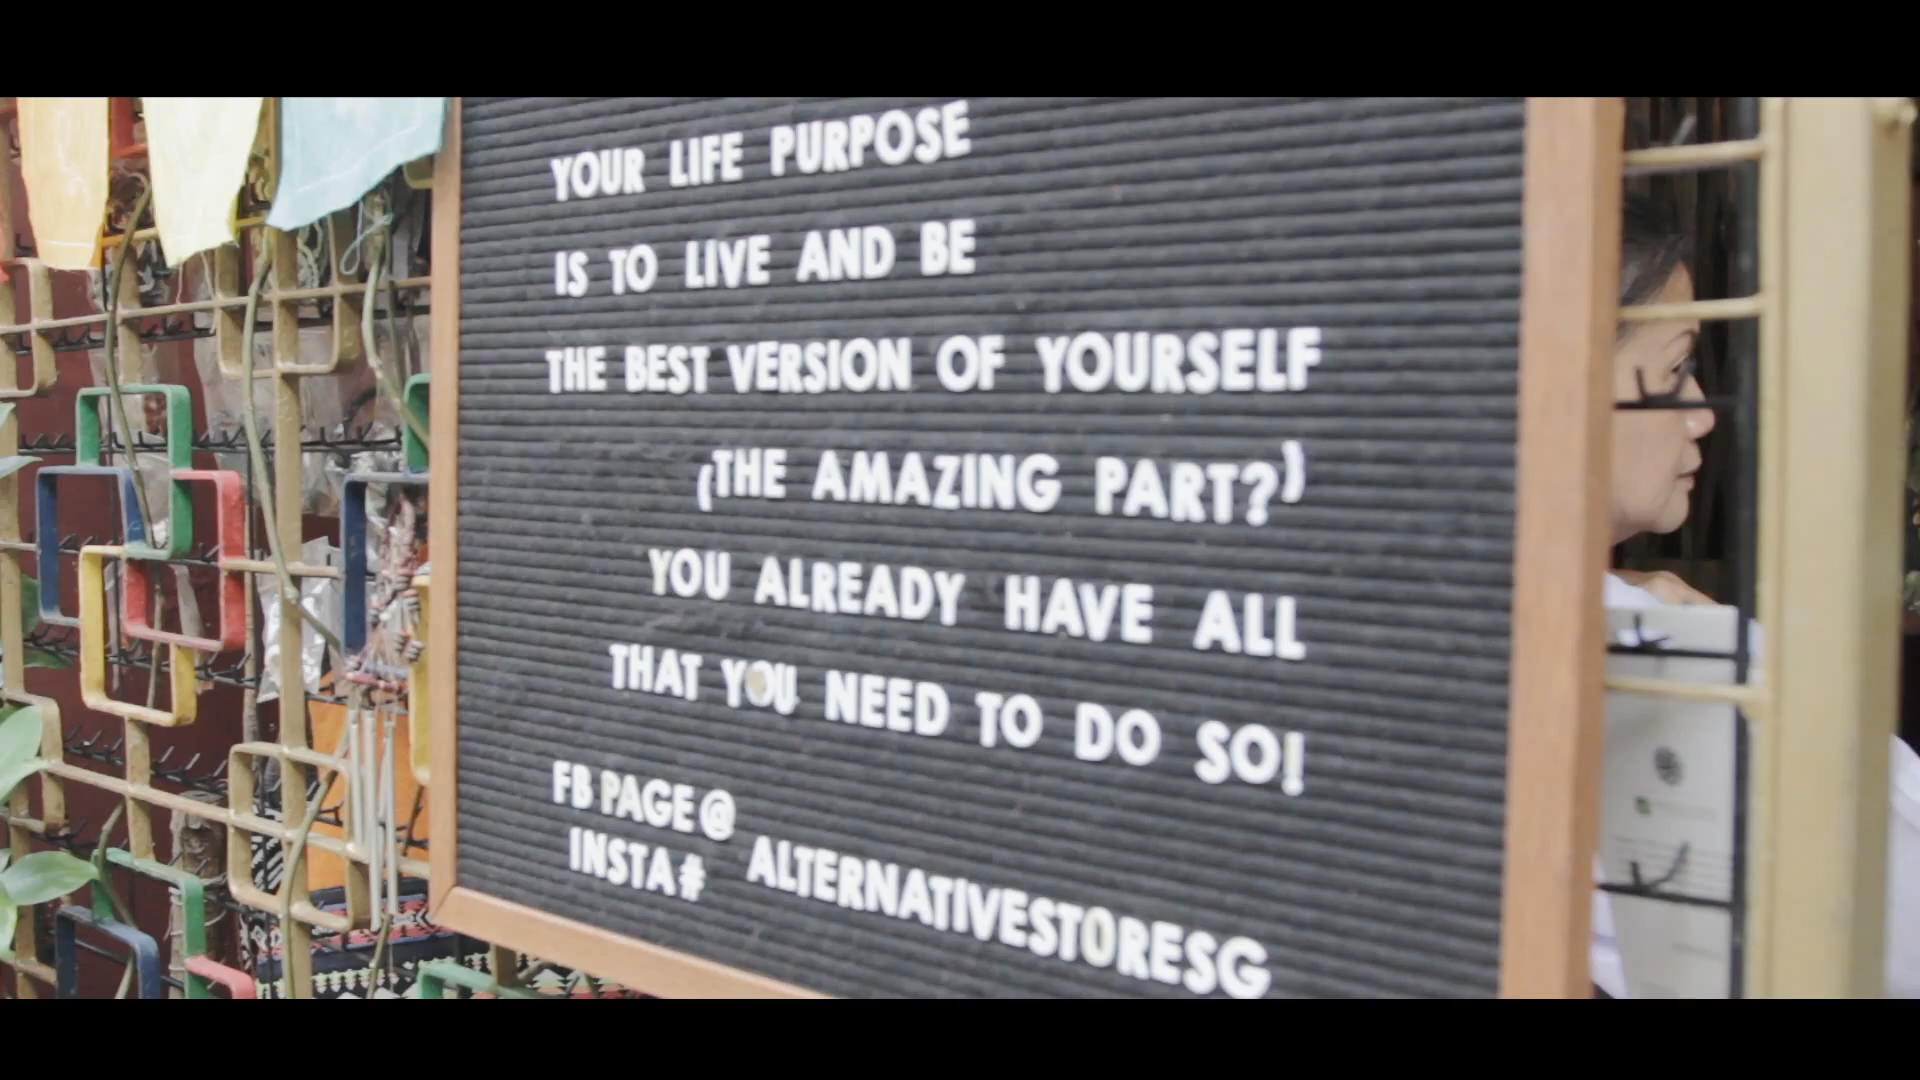 YOUR LIFE PURPOSE
IS TO LIVE AND BE
THE BEST VERSION OF YOURSELF
(THE AMAZING PART?)
YOU ALREADY HAVE ALL
THAT YOU NEED TO DO SO!
FB PAGE @
INSTA# ALTERNATIVESTORESG